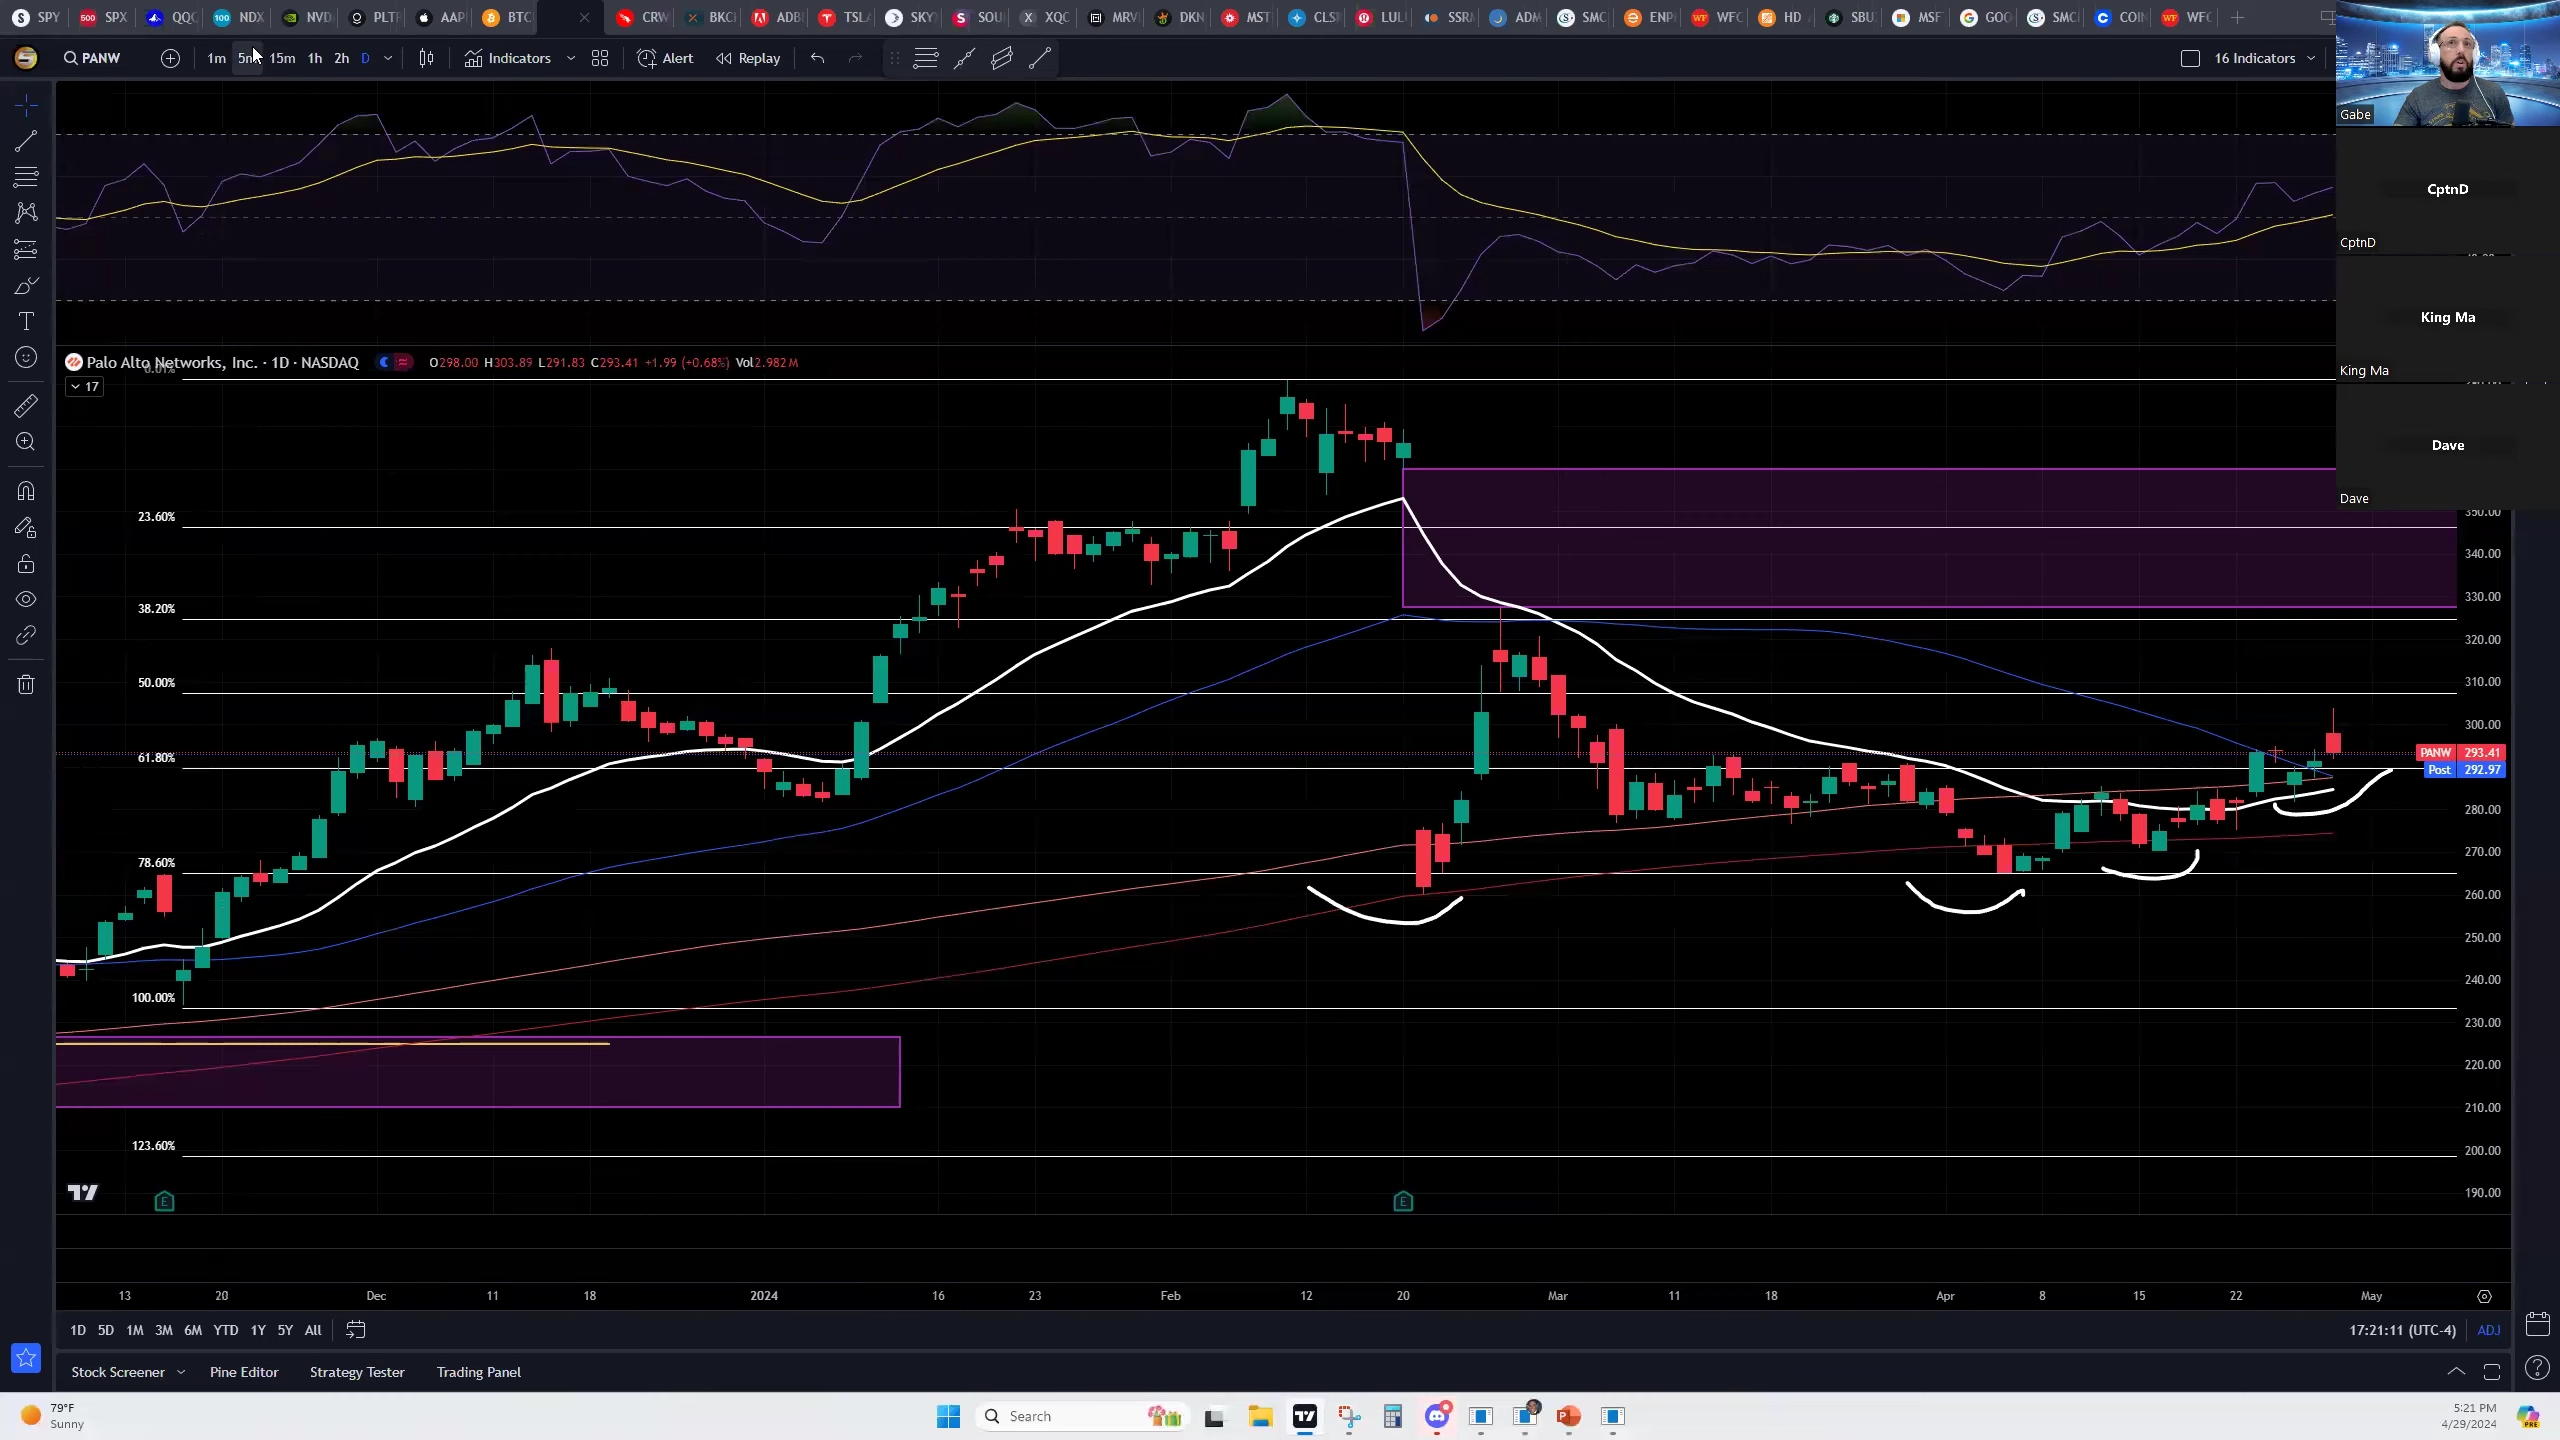 SPY SPX QQC NDX NVD PLTR AAP BTC CRW BKC ADB TSLA SKY SOU XQC MRV DKN MST CLS LUL SSR ADM SMC ENP WFC HD SBU MSF GOO SMC COIN WFC
PANW 1m 5m 15m 1h 2h D Indicators Alert Replay 16 Indicators
Gabe
CptnD
CptnD
King Ma
King Ma
Dave
Dave
Palo Alto Networks, Inc. · 1D · NASDAQ O298.00 H303.89 L291.83 C293.41 +1.99 (+0.68%) Vol2.982 M
17
23.60%
38.20%
50.00%
61.80%
78.60%
100.00%
123.60%
350.00
340.00
330.00
320.00
310.00
300.00
PANW 293.41
Post 292.97
280.00
270.00
260.00
250.00
240.00
230.00
220.00
210.00
200.00
190.00
E E
13 20 Dec 11 18 2024 16 23 Feb 12 20 Mar 11 18 Apr 8 15 22 May
1D 5D 1M 3M 6M YTD 1Y 5Y All 17:21:11 (UTC-4) ADJ
Stock Screener Pine Editor Strategy Tester Trading Panel
79°F
Sunny
Search
5:21 PM
4/29/2024